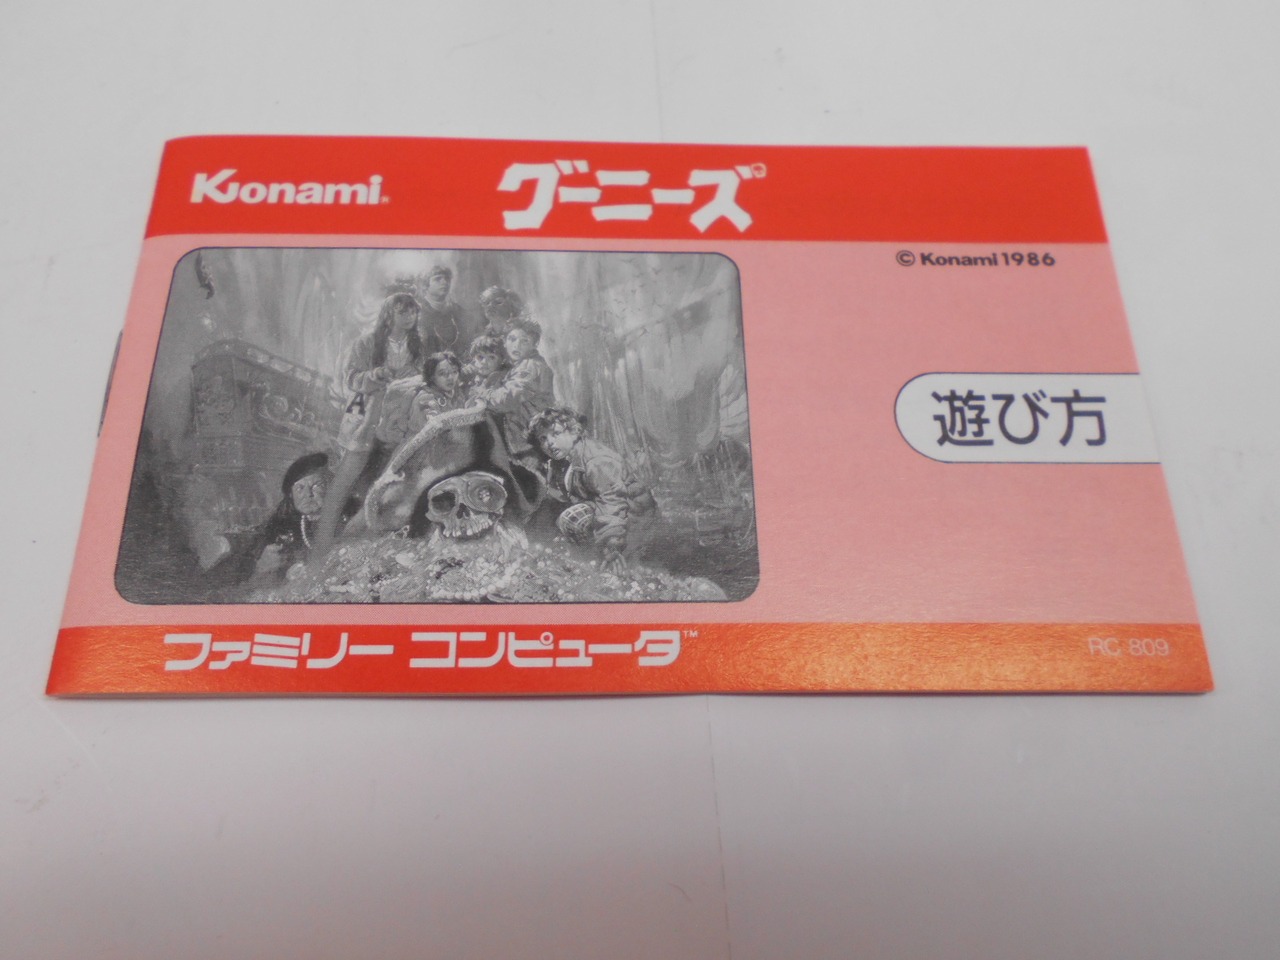 Konami®
グーニーズ
© Konami 1986
遊び方
A
ファミリー コンピュータ™
RC 809